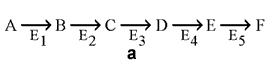 A → B → C → D → E → F
E₁ E₂ E₃ E₄ E₅
a